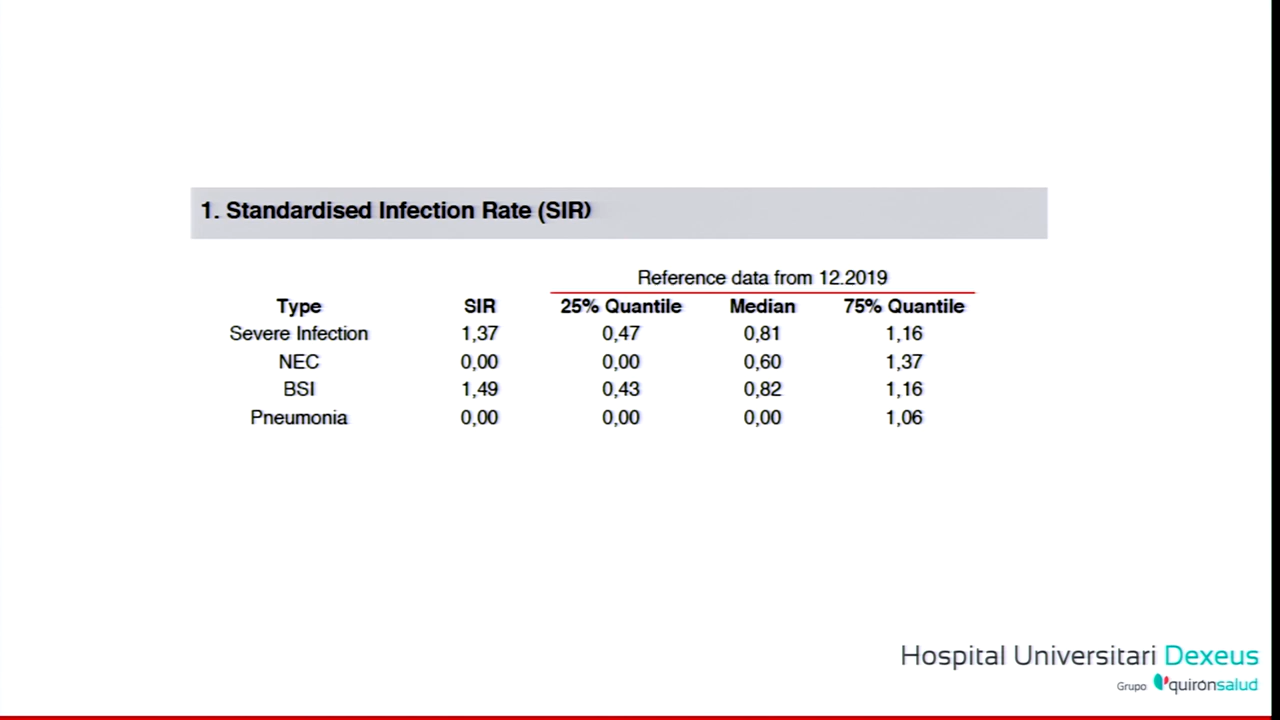 1. Standardised Infection Rate (SIR)
Reference data from 12.2019
Type SIR 25% Quantile Median 75% Quantile
Severe Infection 1,37 0,47 0,81 1,16
NEC 0,00 0,00 0,60 1,37
BSI 1,49 0,43 0,82 1,16
Pneumonia 0,00 0,00 0,00 1,06
Hospital Universitari Dexeus
Grupo quirónsalud